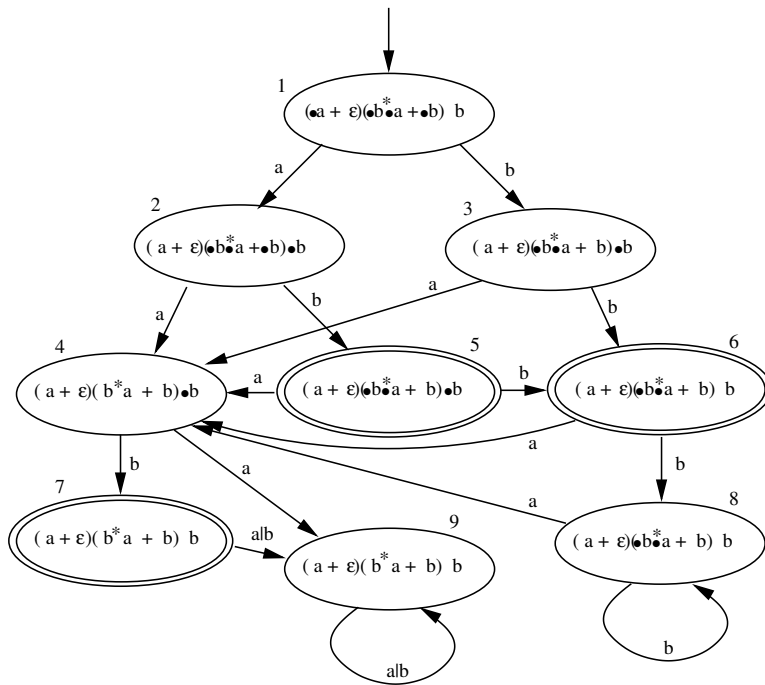 1
(•a + ε)(•b•*a + •b) b
a
b
2
3
( a + ε)(•b•*a + •b)•b
( a + ε)(•b•*a + b)•b
a
b
a
b
4
5
6
( a + ε)( b*a + b)•b
a
( a + ε)(•b•*a + b)•b
b
( a + ε)(•b•*a + b) b
b
a
a
a
b
7
8
9
( a + ε)( b*a + b) b
a|b
( a + ε)( b*a + b) b
( a + ε)(•b•*a + b) b
a|b
b